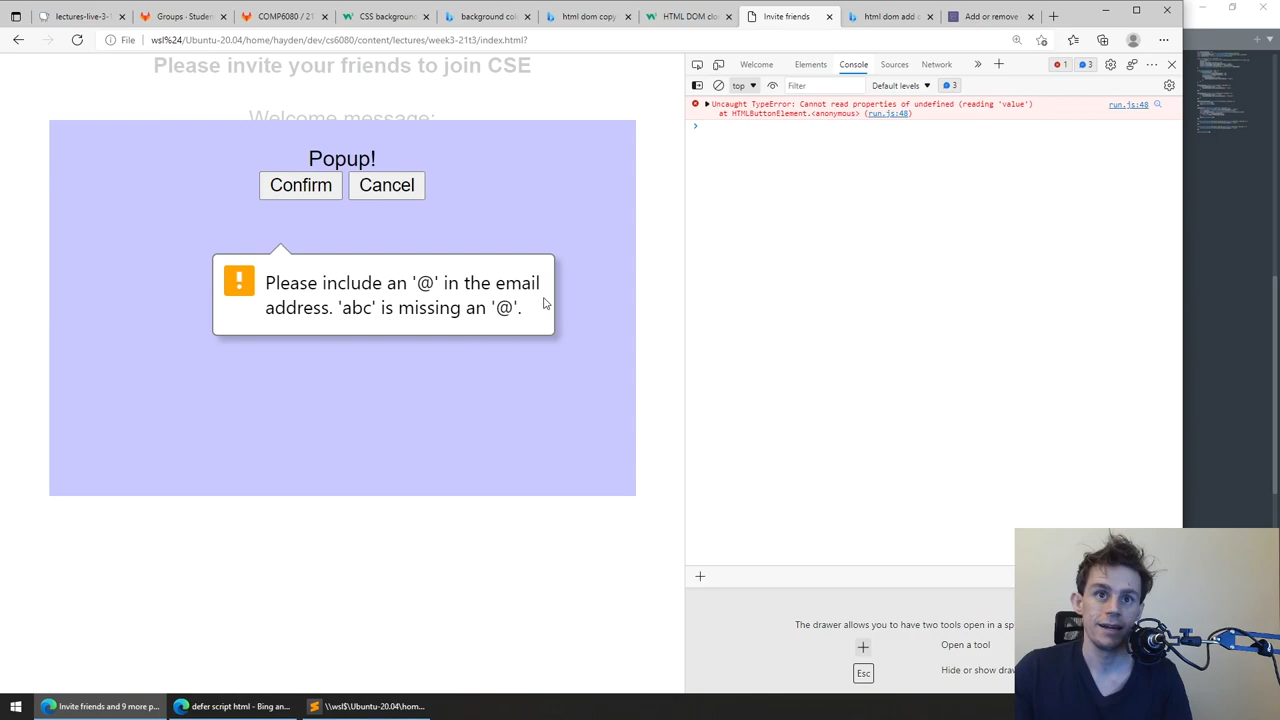 lectures-live-3-
Groups - Studen
COMP6080 / 21
CSS background
background col
html dom copy
HTML DOM clo
Invite friends
html dom add c
Add or remove
File
wsl%24/Ubuntu-20.04/home/hayden/dev/cs6080/content/lectures/week3-21t3/index.html?
Please invite your friends to join CSE
Welcome message:
Popup!
Confirm
Cancel
Please include an '@' in the email
address. 'abc' is missing an '@'.
Welcome
Elements
Console
Sources
Network
1
3
top
Filter
Default levels
3
Uncaught TypeError: Cannot read properties of undefined (reading 'value')
at HTMLButtonElement.<anonymous> (run.js:48)
run.js:48
The drawer allows you to have two tools open in a sp
Open a tool
Esc
Hide or show draw
Invite friends and 9 more p...
defer script html - Bing an...
\\wsl$\Ubuntu-20.04\hom...